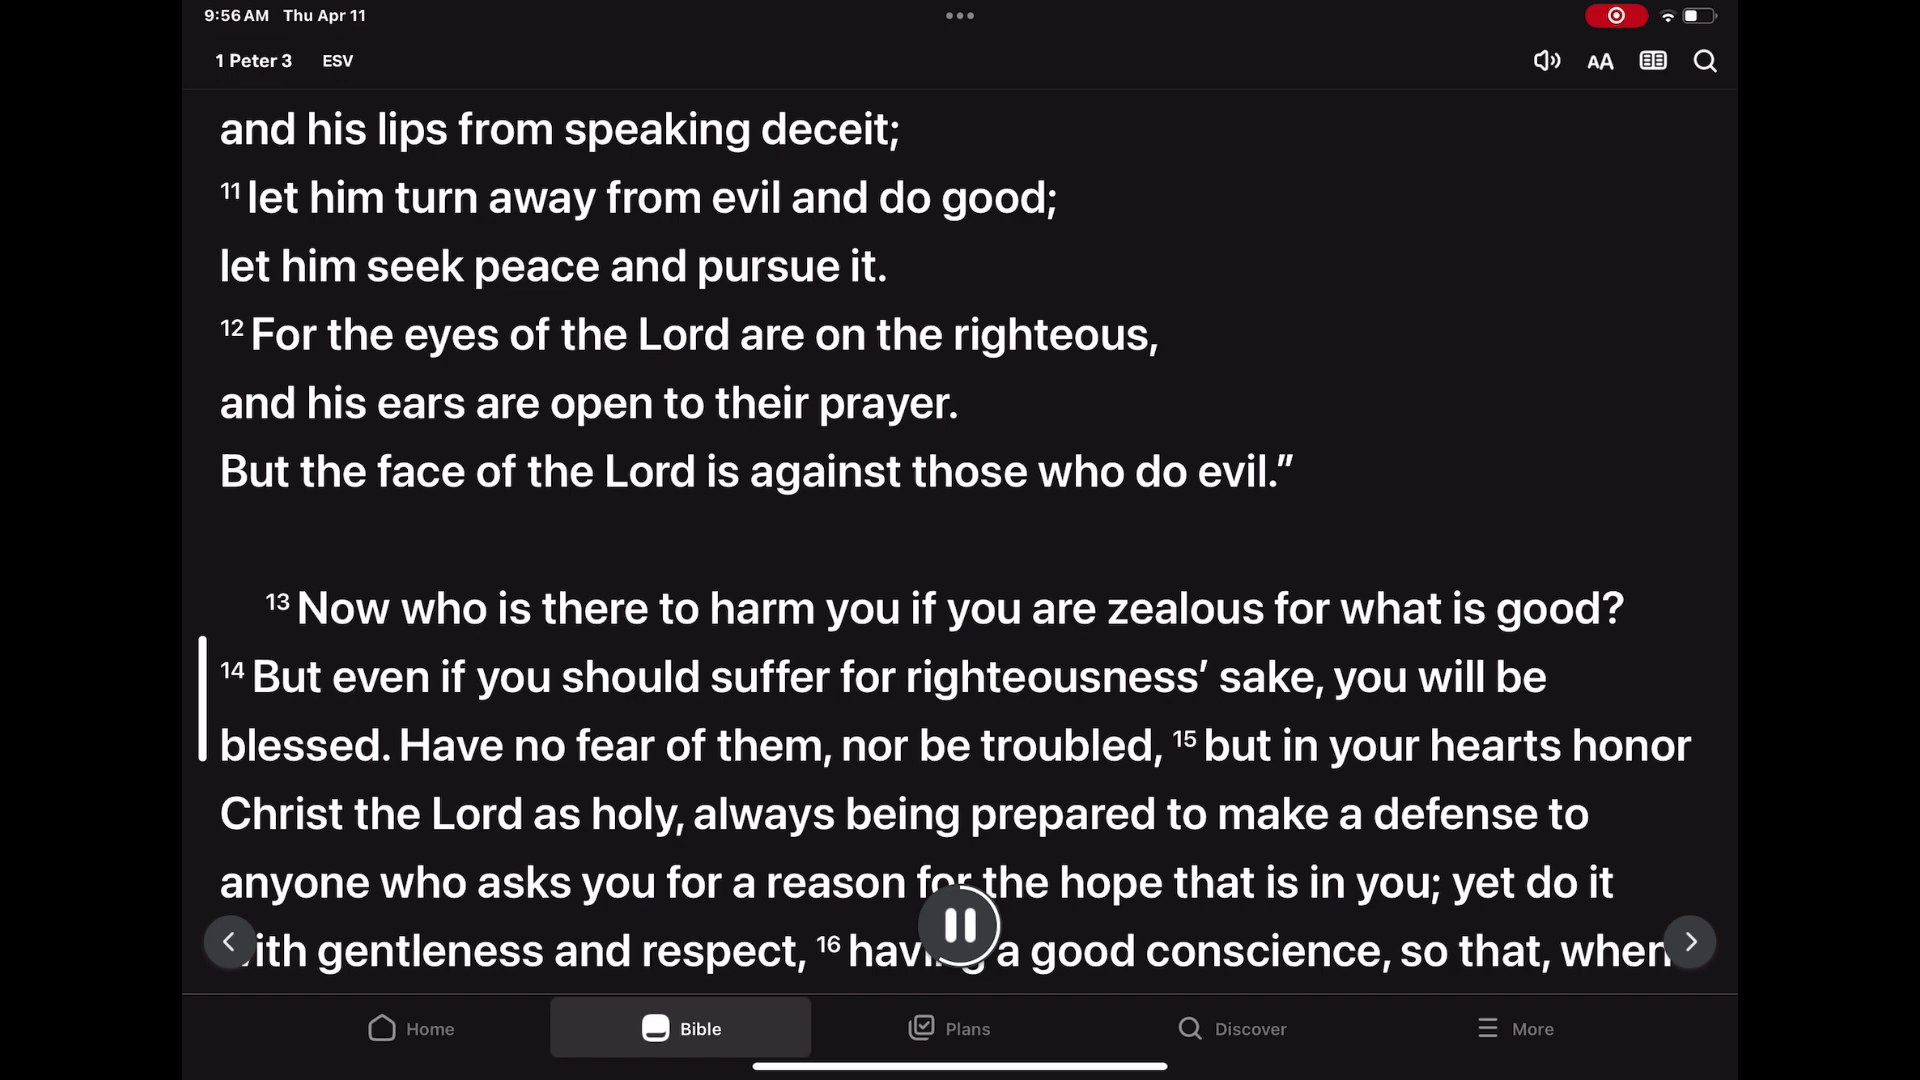 9:56 AM Thu Apr 11
1 Peter 3 ESV
AA
and his lips from speaking deceit;
11 let him turn away from evil and do good;
let him seek peace and pursue it.
12 For the eyes of the Lord are on the righteous,
and his ears are open to their prayer.
But the face of the Lord is against those who do evil.”
13 Now who is there to harm you if you are zealous for what is good?
14 But even if you should suffer for righteousness’ sake, you will be
blessed. Have no fear of them, nor be troubled, 15 but in your hearts honor
Christ the Lord as holy, always being prepared to make a defense to
anyone who asks you for a reason for the hope that is in you; yet do it
with gentleness and respect, 16 having a good conscience, so that, when
Home Bible Plans Discover More